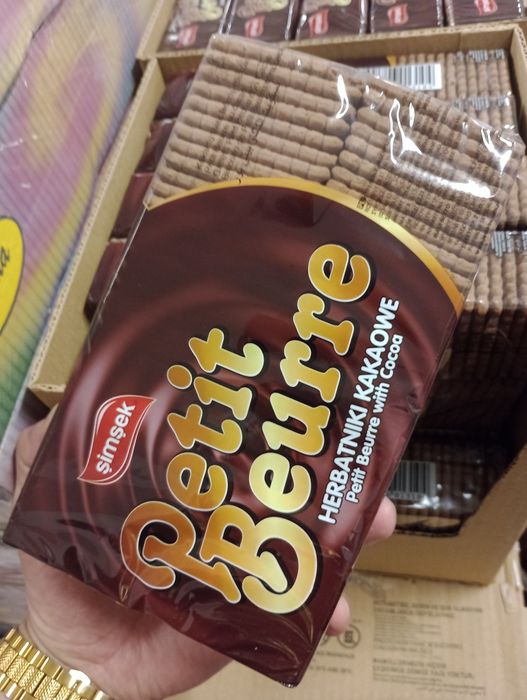 şimşek
Petit
Beurre
HERBATNIKI KAKAOWE
Petit Beurre with Cocoa